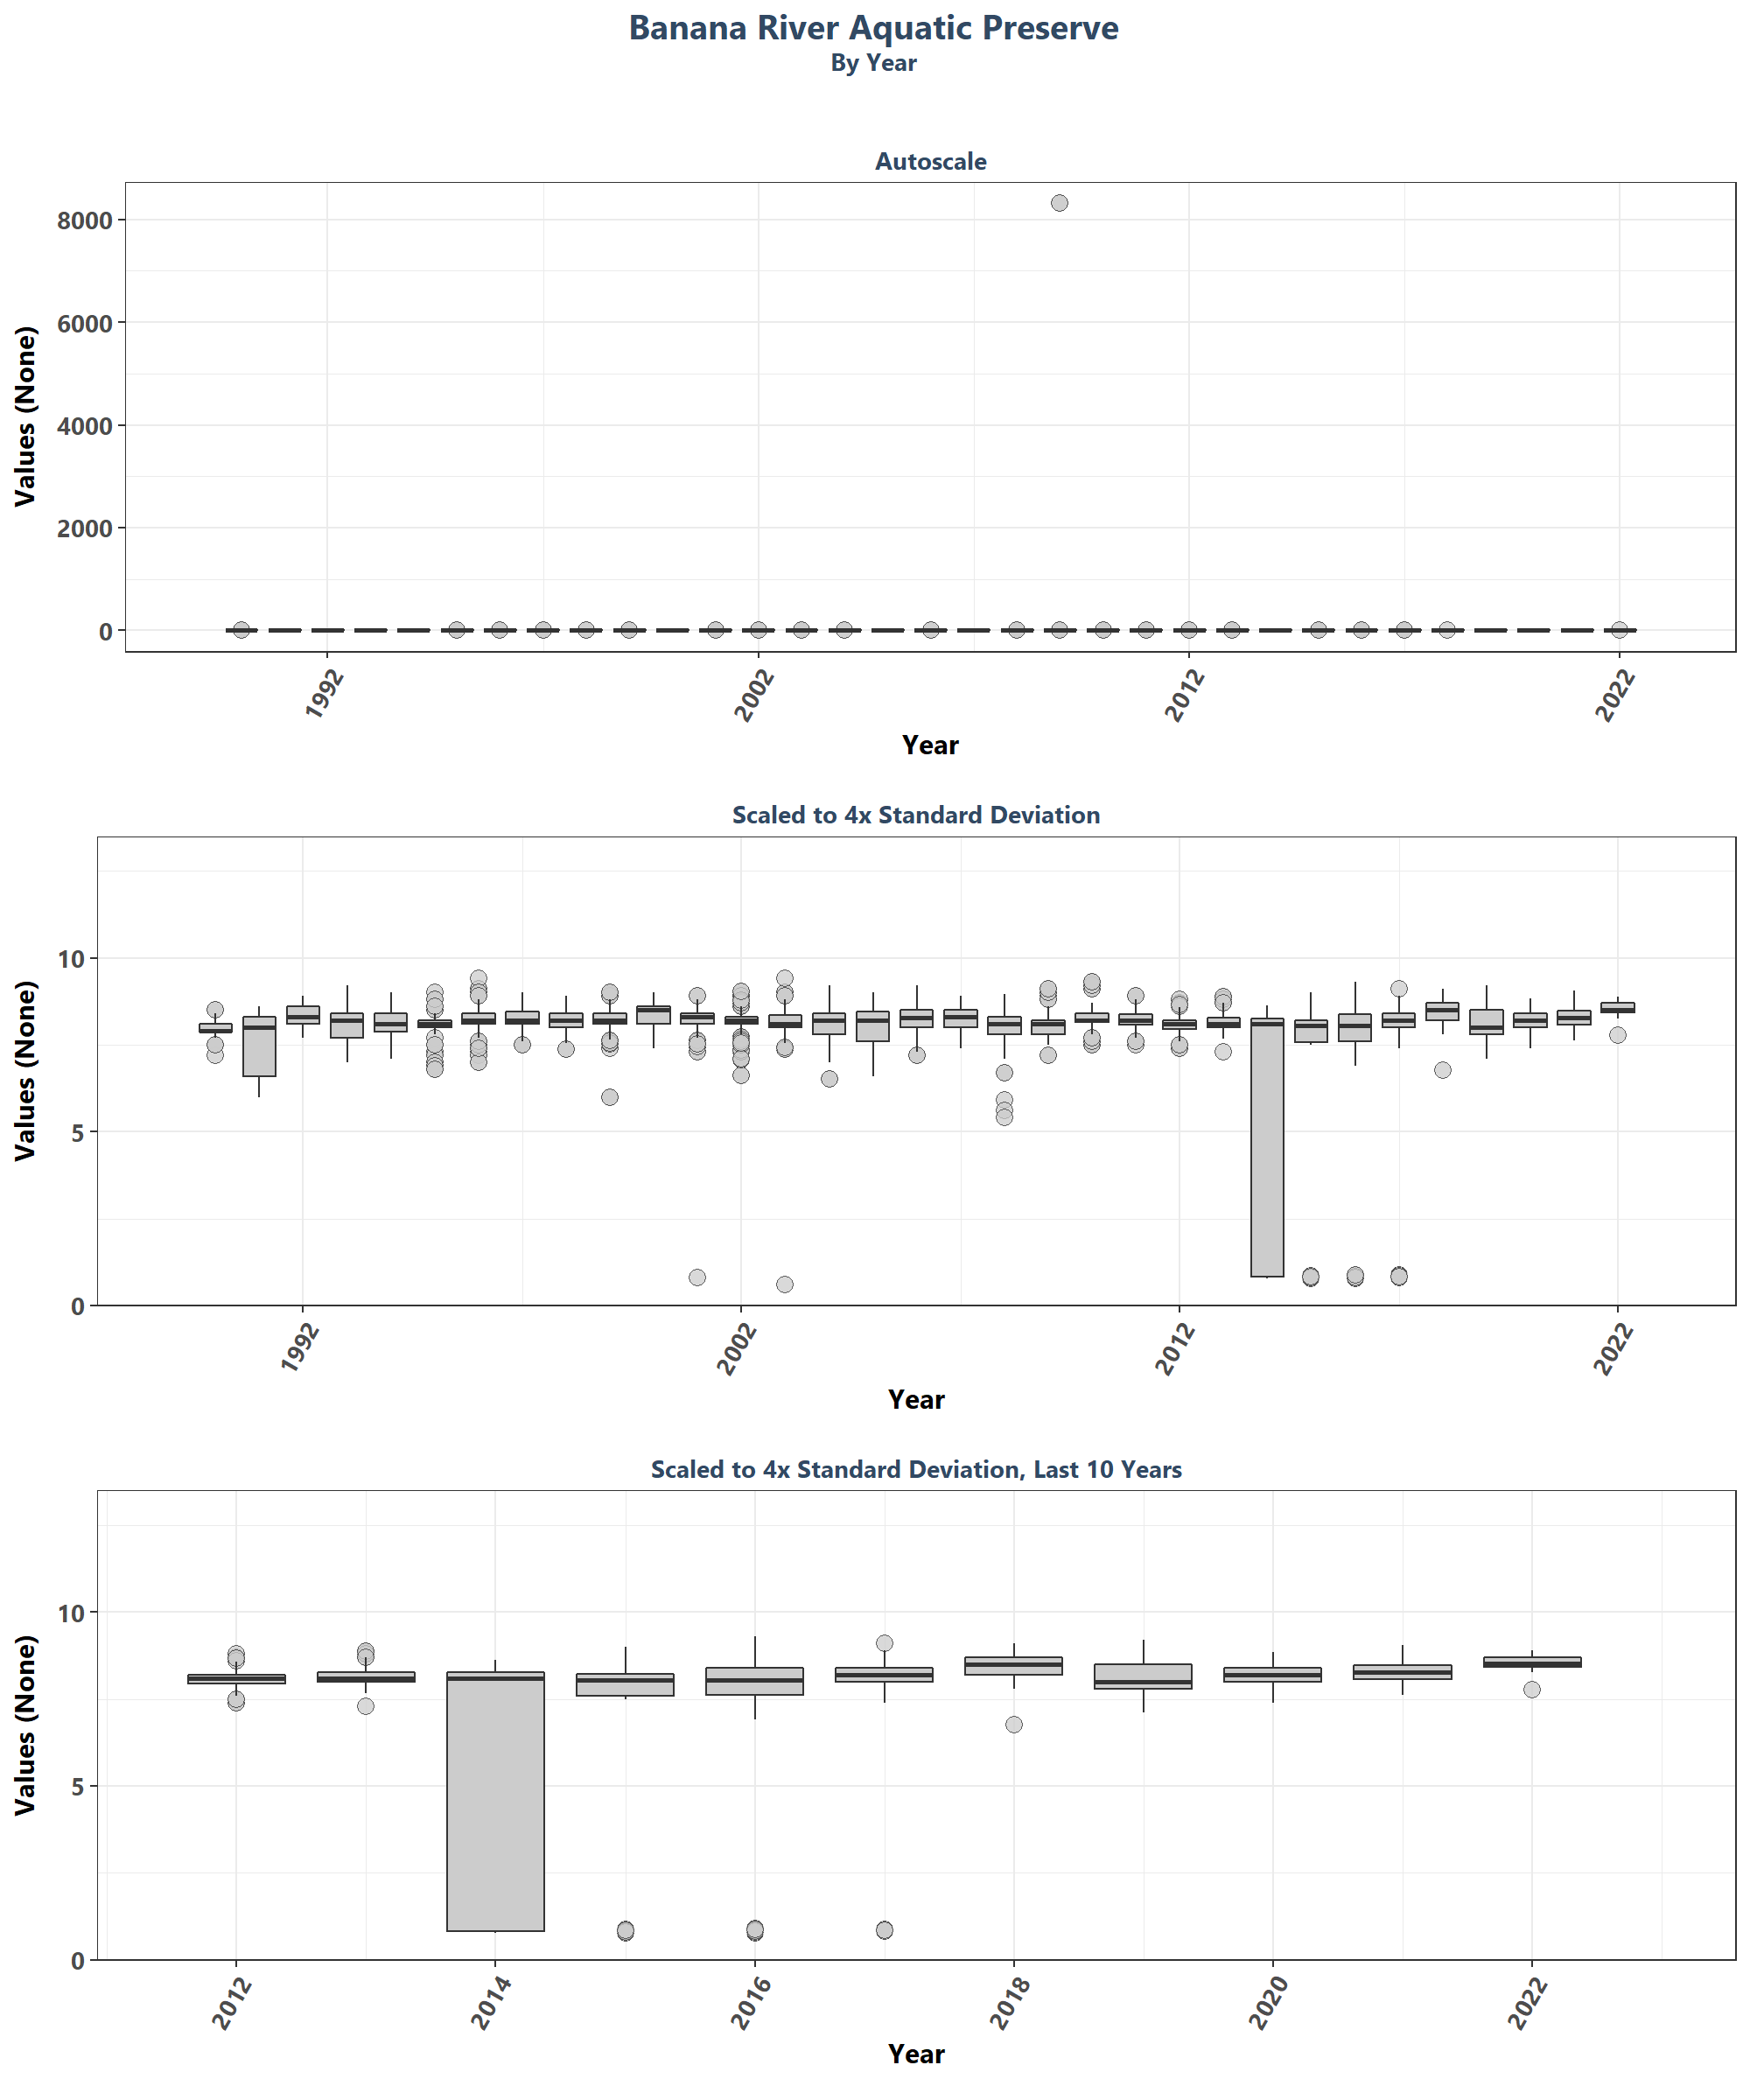 Banana River Aquatic Preserve
By Year
Autoscale
Values (None)
8000
6000
4000
2000
0
1992
2002
2012
2022
Year
Scaled to 4x Standard Deviation
Values (None)
10
5
0
1992
2002
2012
2022
Year
Scaled to 4x Standard Deviation, Last 10 Years
Values (None)
10
5
0
2012
2014
2016
2018
2020
2022
Year